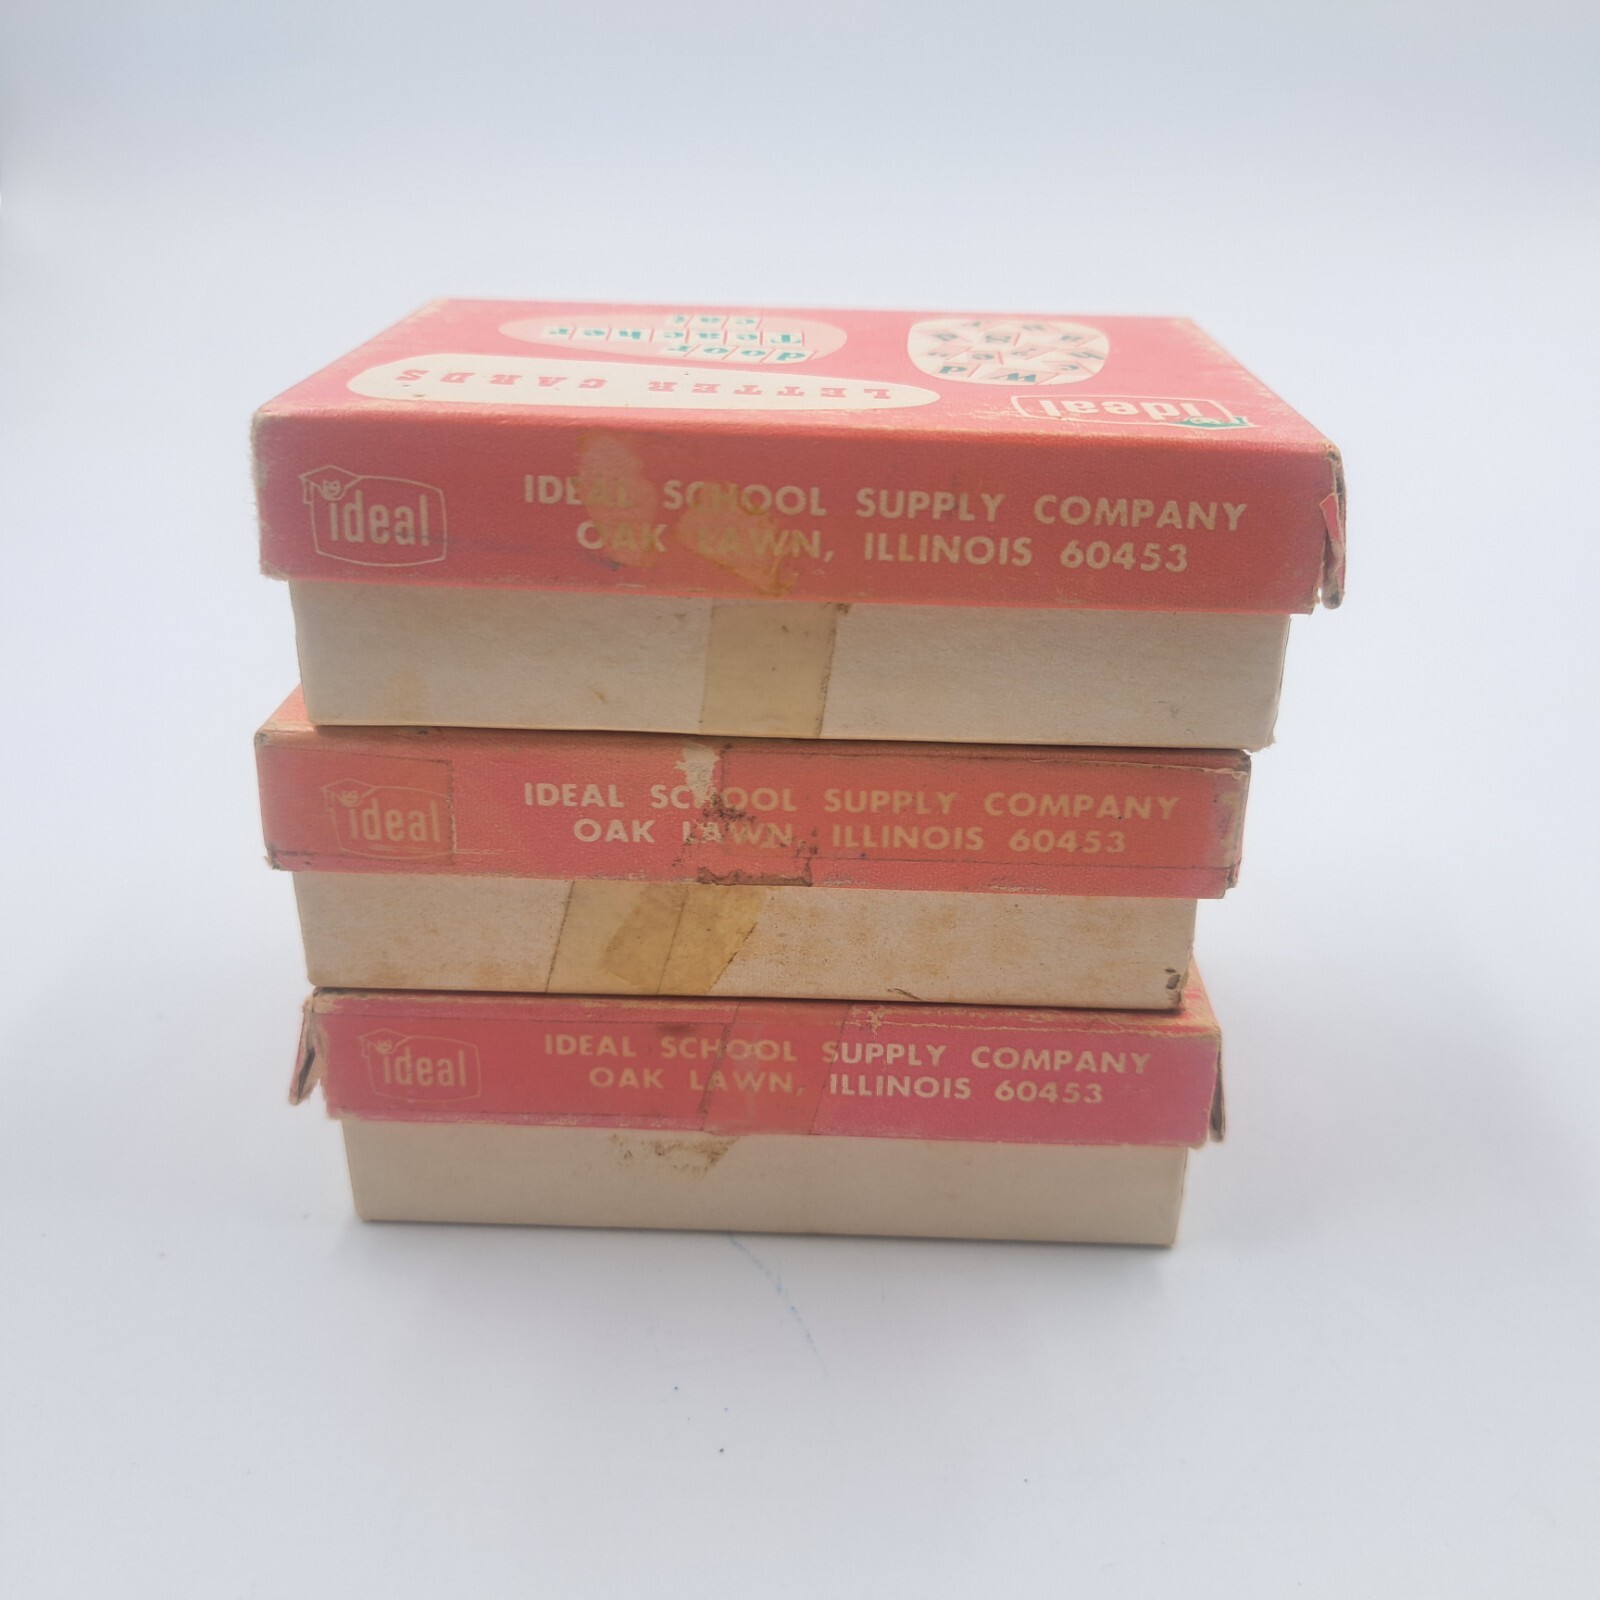 cat
Teacher
door
LETTER CARDS
ideal
ideal
IDEAL SCHOOL SUPPLY COMPANY
OAK LAWN, ILLINOIS 60453
ideal
IDEAL SCHOOL SUPPLY COMPANY
OAK LAWN, ILLINOIS 60453
ideal
IDEAL SCHOOL SUPPLY COMPANY
OAK LAWN, ILLINOIS 60453